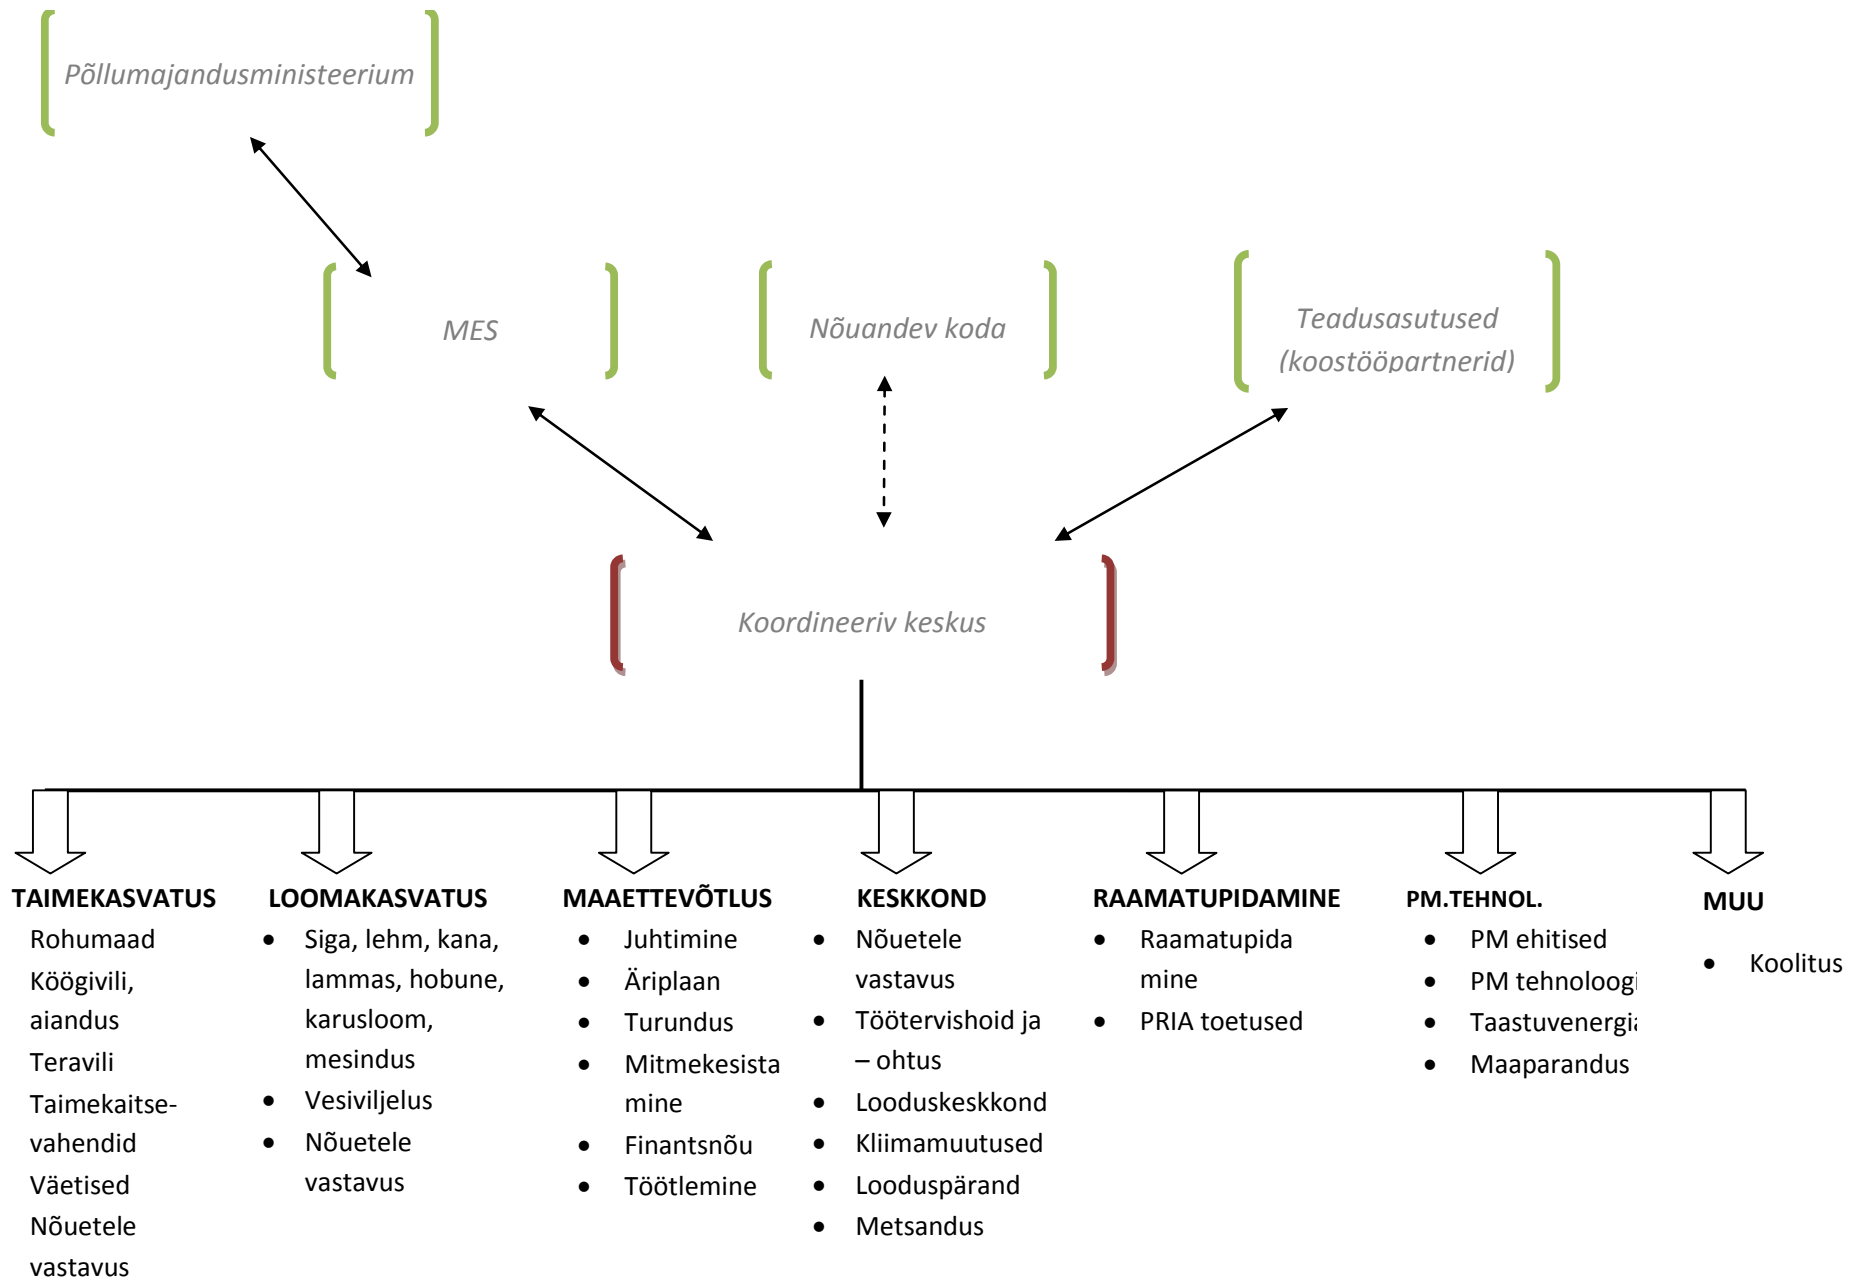 Põllumajandusministeerium
MES
Nõuandev koda
Teadusasutused
(koostööpartnerid)
Koordineeriv keskus
TAIMEKASVATUS
Rohumaad
Köögivili,
aiandus
Teravili
Taimekaitse-
vahendid
Väetised
Nõuetele
vastavus
LOOMAKASVATUS
• Siga, lehm, kana,
lammas, hobune,
karusloom,
mesindus
• Vesiviljelus
• Nõuetele
vastavus
MAAETTEVÕTLUS
• Juhtimine
• Äriplaan
• Turundus
• Mitmekesista
mine
• Finantsnõu
• Töötlemine
KESKKOND
• Nõuetele
vastavus
• Töötervishoid ja
– ohtus
• Looduskeskkond
• Kliimamuutused
• Looduspärand
• Metsandus
RAAMATUPIDAMINE
• Raamatupida
mine
• PRIA toetused
PM.TEHNOL.
• PM ehitised
• PM tehnoloogi
• Taastuvenergia
• Maaparandus
MUU
• Koolitus